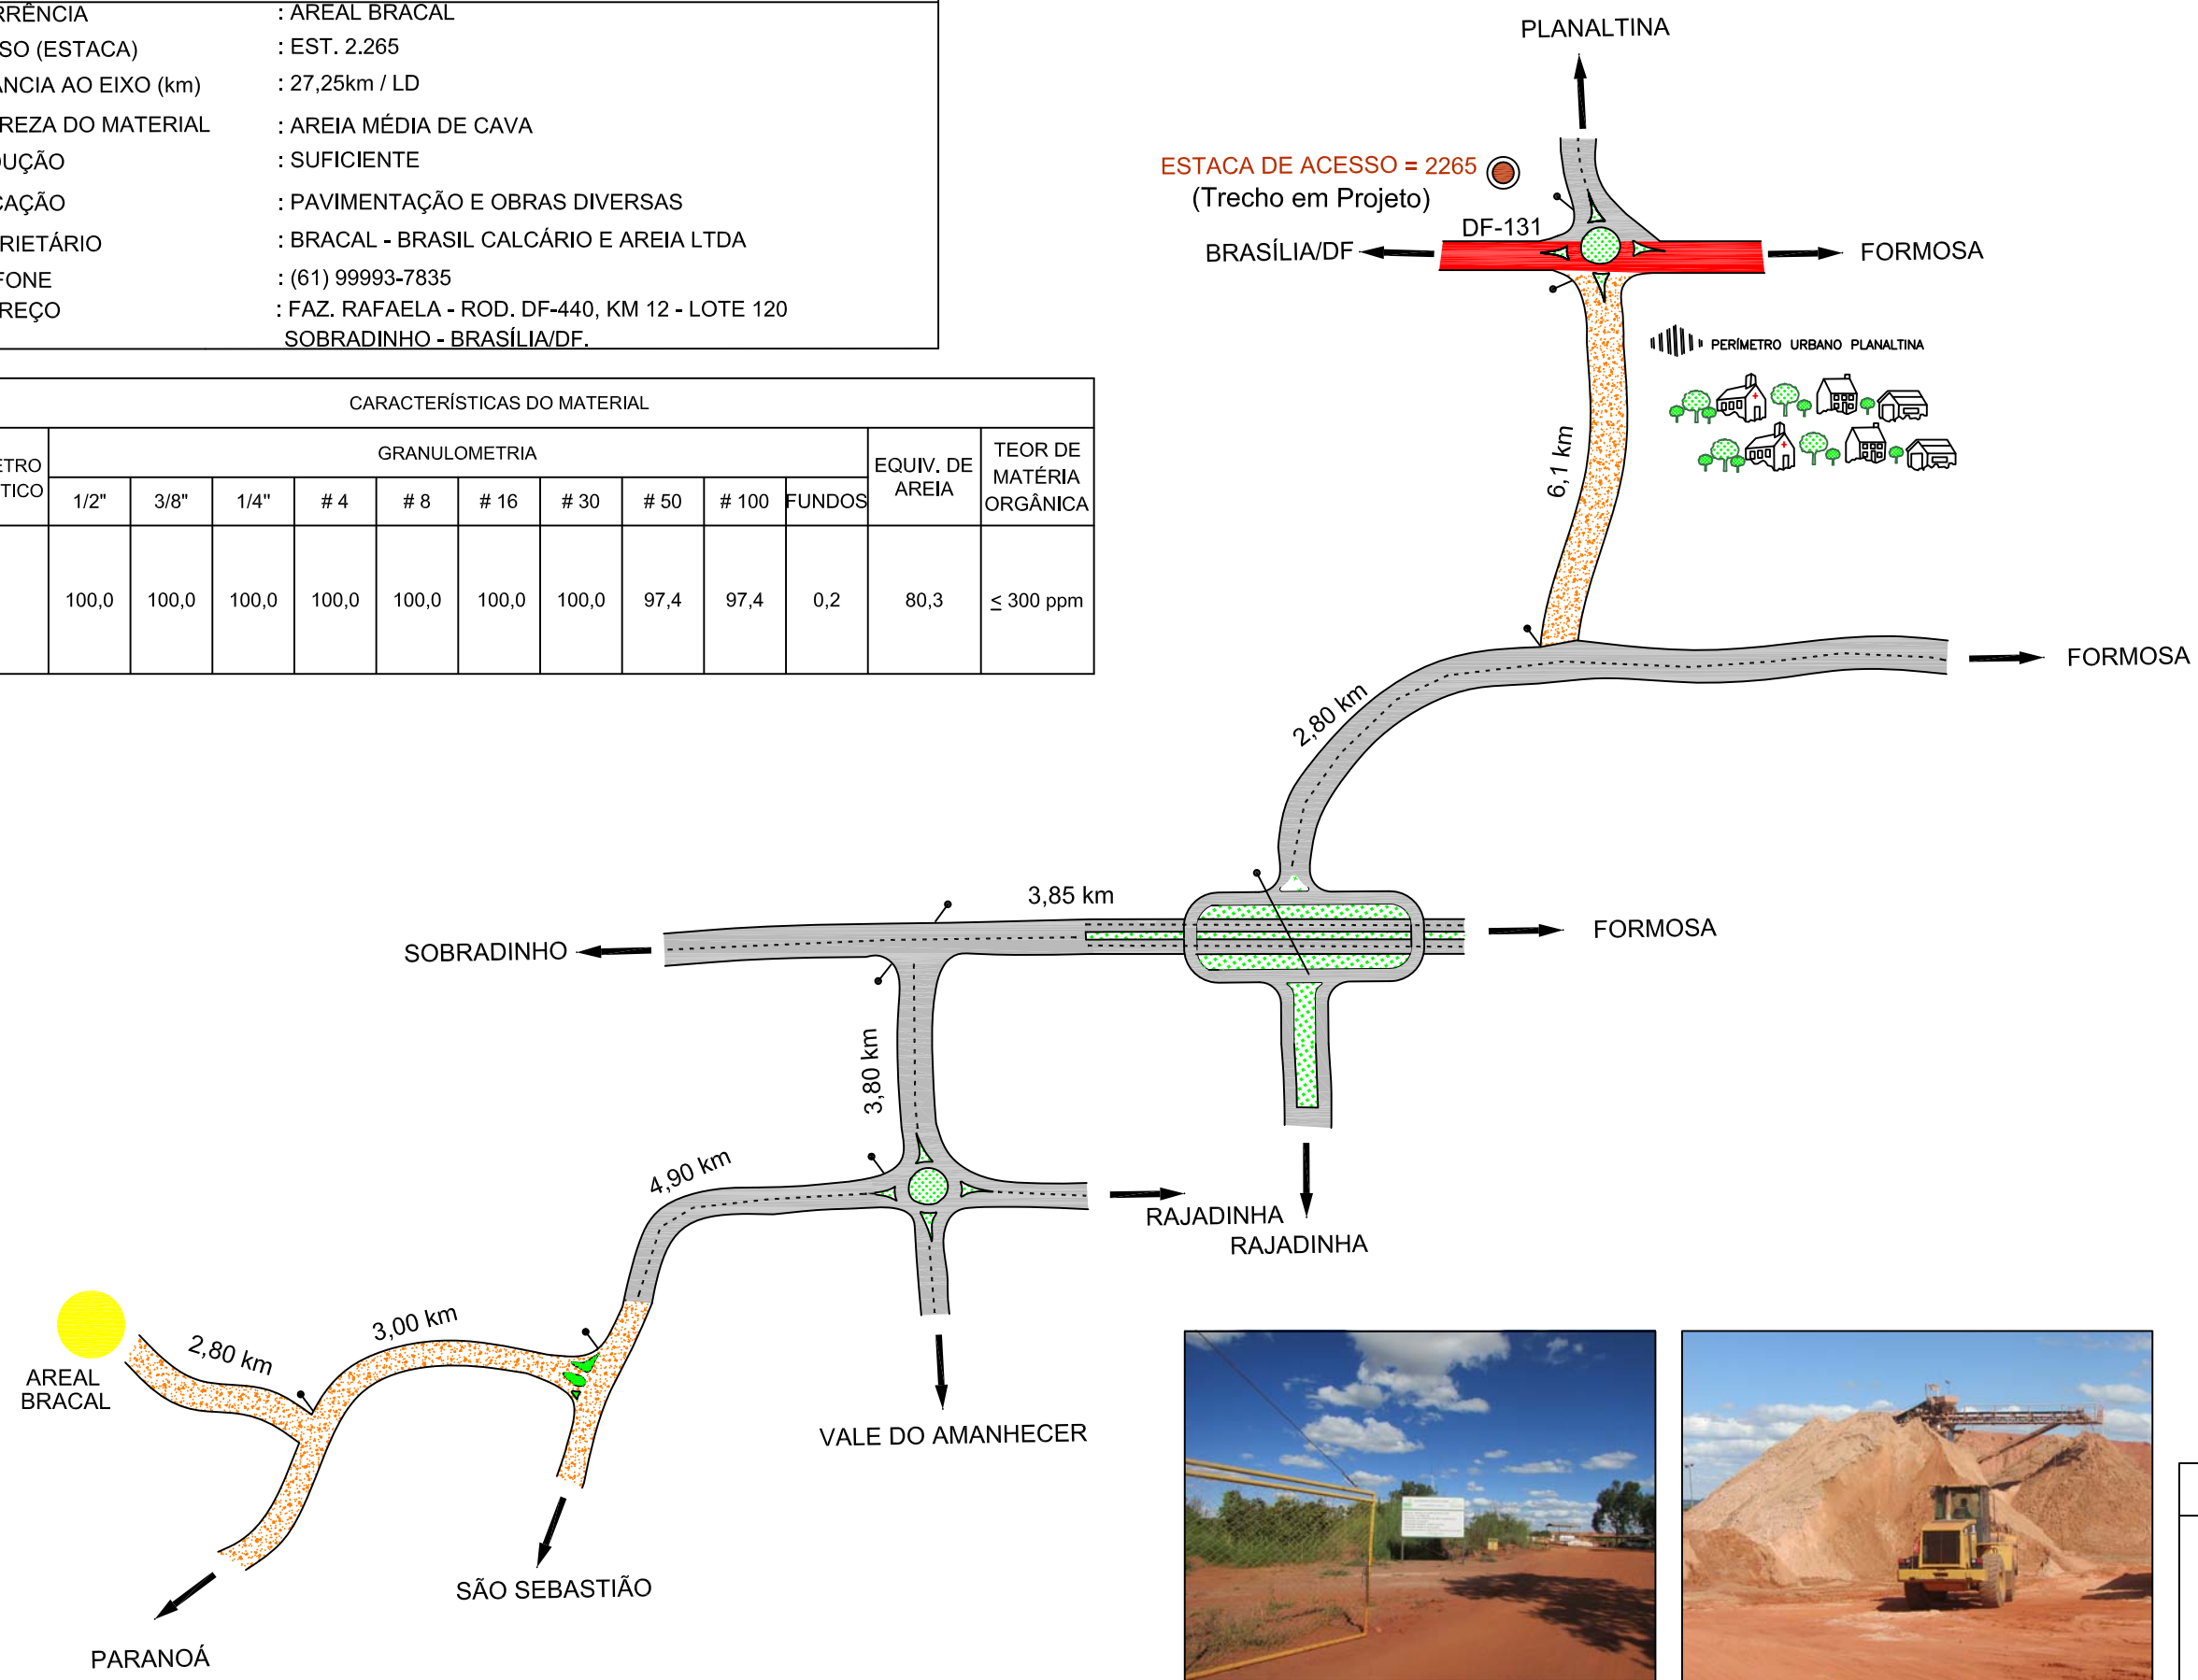 RRÊNCIA : AREAL BRACAL
SSO (ESTACA) : EST. 2.265
ÂNCIA AO EIXO (km) : 27,25km / LD
REZA DO MATERIAL : AREIA MÉDIA DE CAVA
DUÇÃO : SUFICIENTE
CAÇÃO : PAVIMENTAÇÃO E OBRAS DIVERSAS
RIETÁRIO : BRACAL - BRASIL CALCÁRIO E AREIA LTDA
FONE : (61) 99993-7835
REÇO : FAZ. RAFAELA - ROD. DF-440, KM 12 - LOTE 120
SOBRADINHO - BRASÍLIA/DF.
CARACTERÍSTICAS DO MATERIAL
ETRO
TICO
GRANULOMETRIA
EQUIV. DE
AREIA
TEOR DE
MATÉRIA
ORGÂNICA
1/2" 3/8" 1/4" # 4 # 8 # 16 # 30 # 50 # 100 FUNDOS
100,0 100,0 100,0 100,0 100,0 100,0 100,0 97,4 97,4 0,2 80,3 ≤ 300 ppm
PLANALTINA
ESTACA DE ACESSO = 2265
(Trecho em Projeto)
DF-131
BRASÍLIA/DF
FORMOSA
PERÍMETRO URBANO PLANALTINA
6,1 km
FORMOSA
2,80 km
3,85 km
SOBRADINHO
FORMOSA
3,80 km
4,90 km
RAJADINHA
RAJADINHA
3,00 km
2,80 km
AREAL
BRACAL
VALE DO AMANHECER
SÃO SEBASTIÃO
PARANOÁ